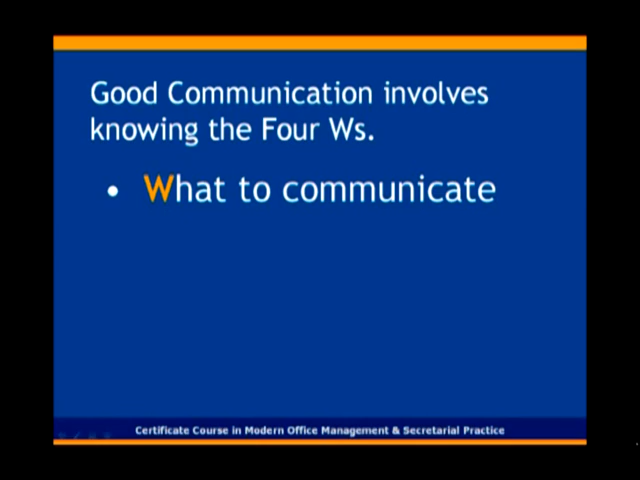 Good Communication involves
knowing the Four Ws.
• What to communicate
Certificate Course in Modern Office Management & Secretarial Practice